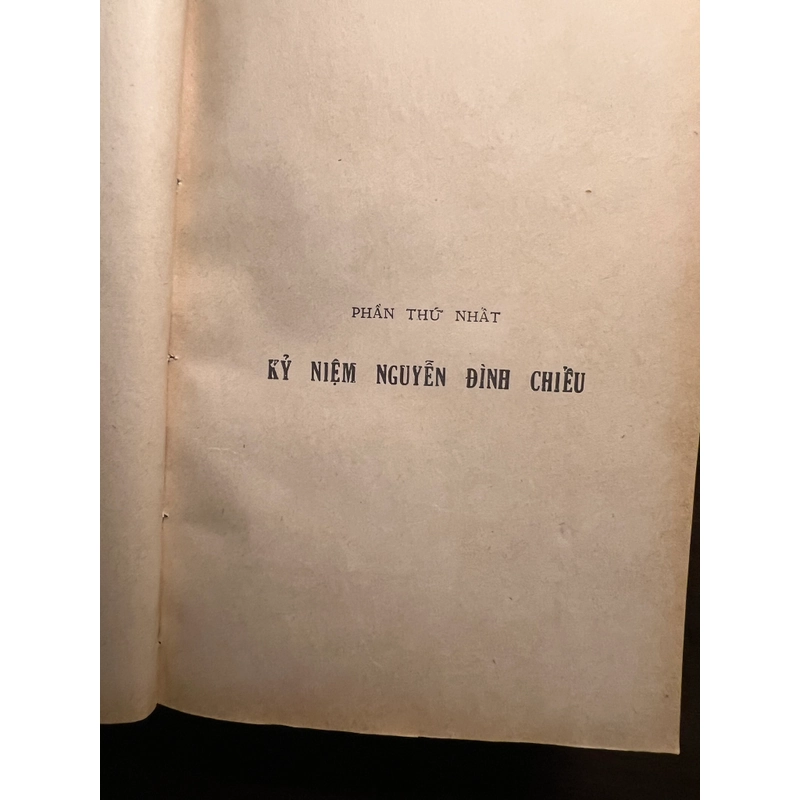 PHẦN THỨ NHẤT
KỶ NIỆM NGUYỄN ĐÌNH CHIỂU